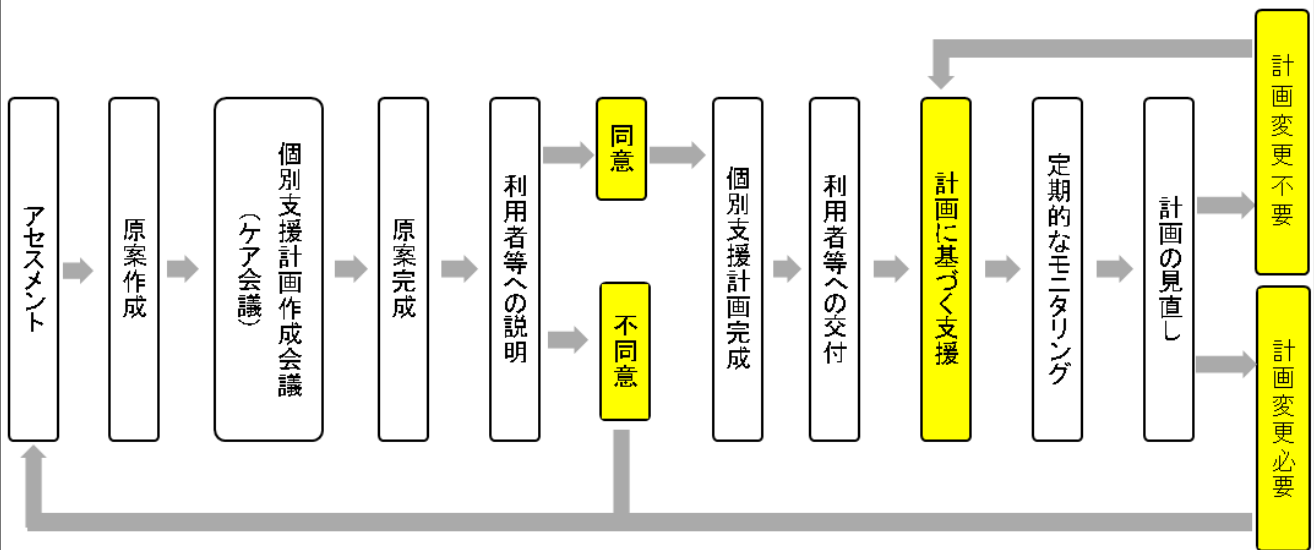 アセスメント
原案作成
個別支援計画作成会議
（ケア会議）
原案完成
利用者等への説明
同意
不同意
個別支援計画完成
利用者等への交付
計画に基づく支援
定期的なモニタリング
計画の見直し
計画変更不要
計画変更必要